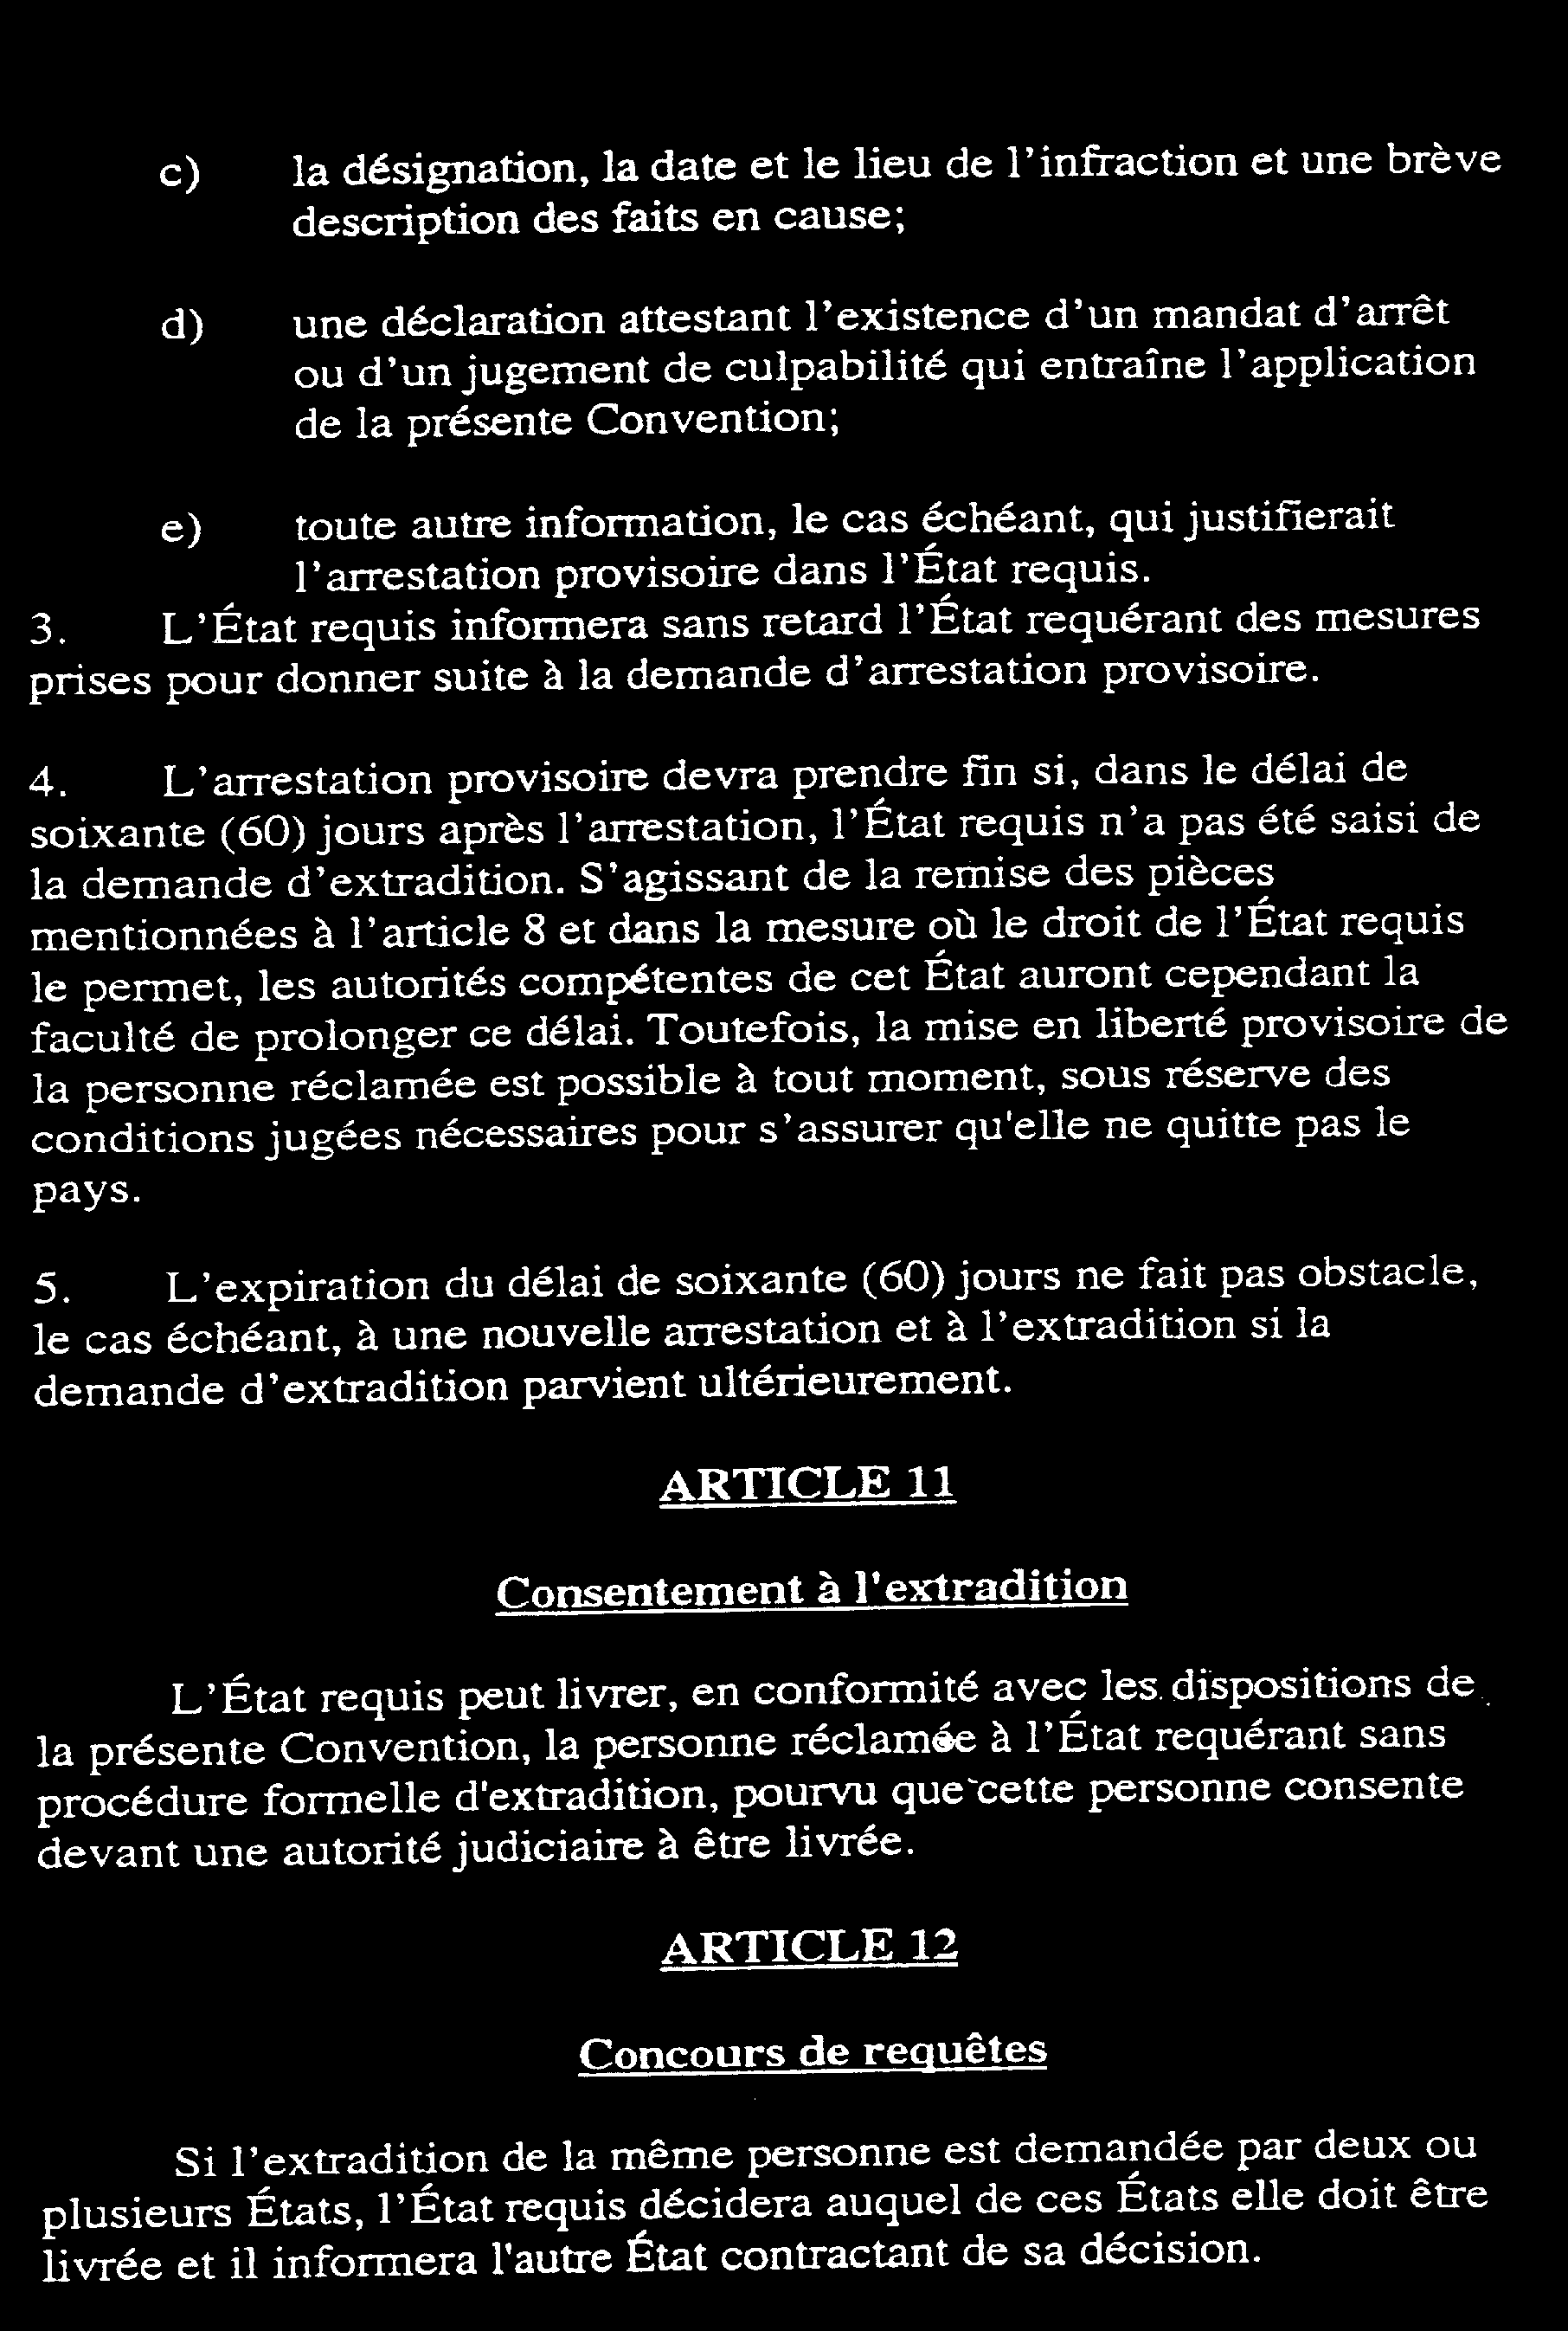 c) la désignation, la date et le lieu de l'infraction et une brève
description des faits en cause;
d) une déclaration attestant l'existence d'un mandat d'arrêt
ou d'un jugement de culpabilité qui entraîne l'application
de la présente Convention;
e) toute autre information, le cas échéant, qui justifierait
l'arrestation provisoire dans l'État requis.
3. L'État requis informera sans retard l'État requérant des mesures
prises pour donner suite à la demande d'arrestation provisoire.
4. L'arrestation provisoire devra prendre fin si, dans le délai de
soixante (60) jours après l'arrestation, l'État requis n'a pas été saisi de
la demande d'extradition. S'agissant de la remise des pièces
mentionnées à l'article 8 et dans la mesure où le droit de l'État requis
le permet, les autorités compétentes de cet État auront cependant la
faculté de prolonger ce délai. Toutefois, la mise en liberté provisoire de
la personne réclamée est possible à tout moment, sous réserve des
conditions jugées nécessaires pour s'assurer qu'elle ne quitte pas le
pays.
5. L'expiration du délai de soixante (60) jours ne fait pas obstacle,
le cas échéant, à une nouvelle arrestation et à l'extradition si la
demande d'extradition parvient ultérieurement.
ARTICLE 11
Consentement à l'extradition
L'État requis peut livrer, en conformité avec les dispositions de
la présente Convention, la personne réclamée à l'État requérant sans
procédure formelle d'extradition, pourvu que cette personne consente
devant une autorité judiciaire à être livrée.
ARTICLE 12
Concours de requêtes
Si l'extradition de la même personne est demandée par deux ou
plusieurs États, l'État requis décidera auquel de ces États elle doit être
livrée et il informera l'autre État contractant de sa décision.